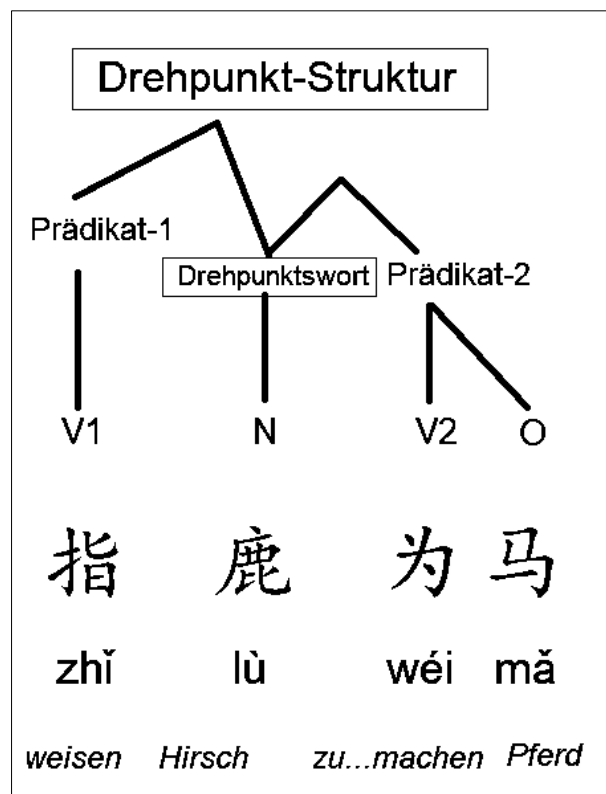 Drehpunkt-Struktur
Prädikat-1
Drehpunktswort Prädikat-2
V1 N V2 O
指 鹿 为 马
zhǐ lù wéi mǎ
weisen Hirsch zu...machen Pferd